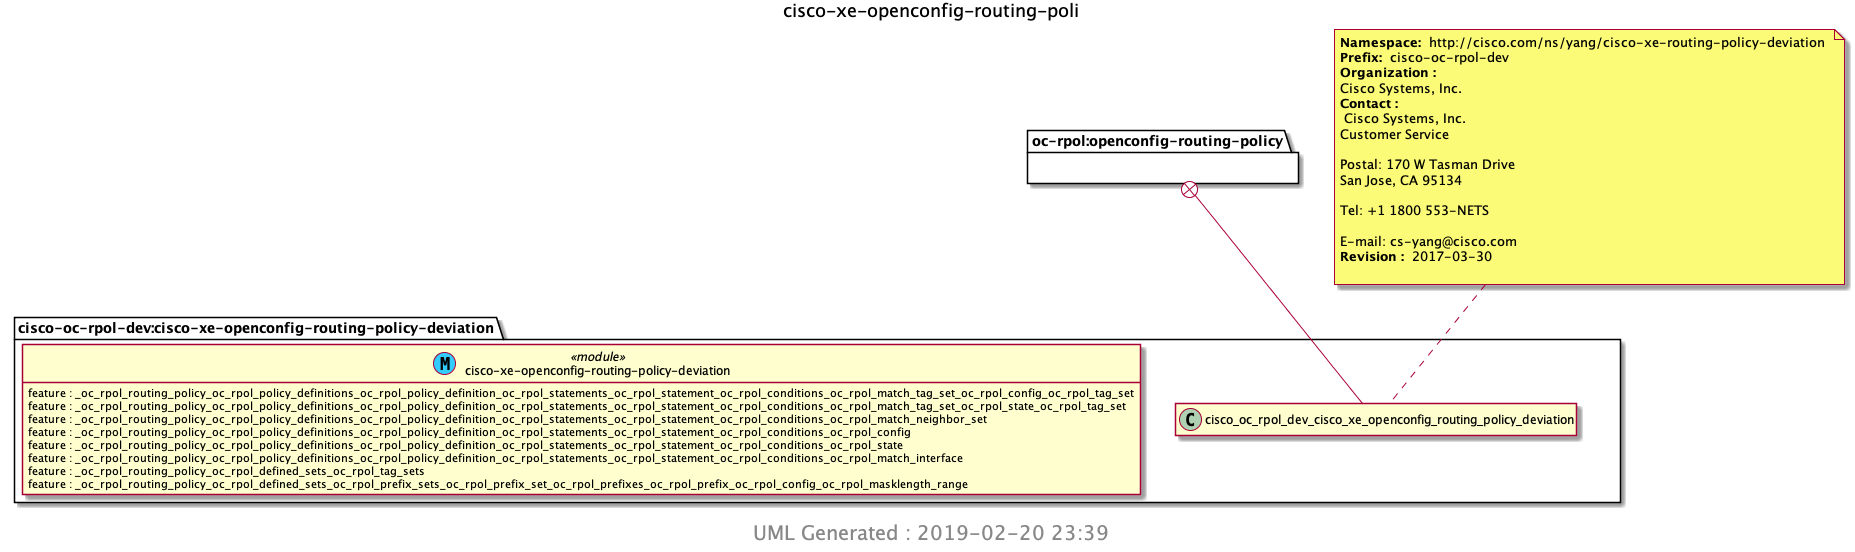 cisco-xe-openconfig-routing-poli
Namespace: http://cisco.com/ns/yang/cisco-xe-routing-policy-deviation
Prefix: cisco-oc-rpol-dev
Organization :
Cisco Systems, Inc.
Contact :
Cisco Systems, Inc.
Customer Service
Postal: 170 W Tasman Drive
San Jose, CA 95134
Tel: +1 1800 553-NETS
E-mail: cs-yang@cisco.com
Revision : 2017-03-30
oc-rpol:openconfig-routing-policy
cisco-oc-rpol-dev:cisco-xe-openconfig-routing-policy-deviation
«module»
M cisco-xe-openconfig-routing-policy-deviation
feature : _oc_rpol_routing_policy_oc_rpol_policy_definitions_oc_rpol_policy_definition_oc_rpol_statements_oc_rpol_statement_oc_rpol_conditions_oc_rpol_match_tag_set_oc_rpol_config_oc_rpol_tag_set
feature : _oc_rpol_routing_policy_oc_rpol_policy_definitions_oc_rpol_policy_definition_oc_rpol_statements_oc_rpol_statement_oc_rpol_conditions_oc_rpol_match_tag_set_oc_rpol_state_oc_rpol_tag_set
feature : _oc_rpol_routing_policy_oc_rpol_policy_definitions_oc_rpol_policy_definition_oc_rpol_statements_oc_rpol_statement_oc_rpol_conditions_oc_rpol_match_neighbor_set
feature : _oc_rpol_routing_policy_oc_rpol_policy_definitions_oc_rpol_policy_definition_oc_rpol_statements_oc_rpol_statement_oc_rpol_conditions_oc_rpol_config
feature : _oc_rpol_routing_policy_oc_rpol_policy_definitions_oc_rpol_policy_definition_oc_rpol_statements_oc_rpol_statement_oc_rpol_conditions_oc_rpol_state
feature : _oc_rpol_routing_policy_oc_rpol_policy_definitions_oc_rpol_policy_definition_oc_rpol_statements_oc_rpol_statement_oc_rpol_conditions_oc_rpol_match_interface
feature : _oc_rpol_routing_policy_oc_rpol_defined_sets_oc_rpol_tag_sets
feature : _oc_rpol_routing_policy_oc_rpol_defined_sets_oc_rpol_prefix_sets_oc_rpol_prefix_set_oc_rpol_prefixes_oc_rpol_prefix_oc_rpol_config_oc_rpol_masklength_range
C cisco_oc_rpol_dev_cisco_xe_openconfig_routing_policy_deviation
UML Generated : 2019-02-20 23:39